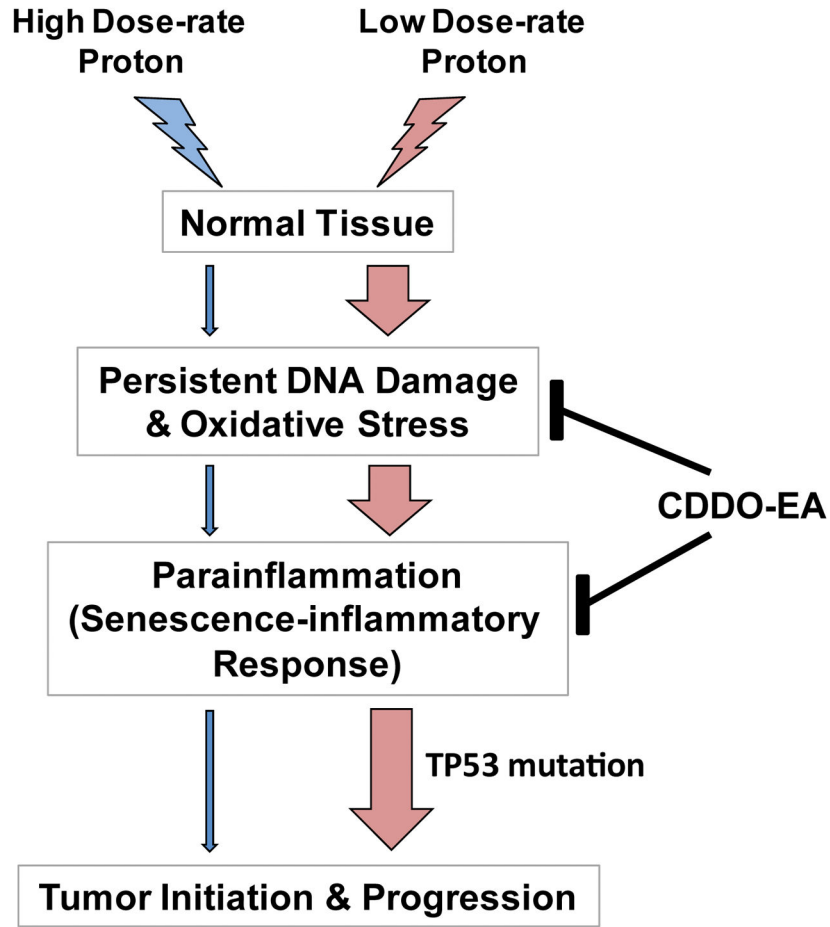 High Dose-rate
Proton
Low Dose-rate
Proton
Normal Tissue
Persistent DNA Damage
& Oxidative Stress
CDDO-EA
Parainflammation
(Senescence-inflammatory
Response)
TP53 mutation
Tumor Initiation & Progression